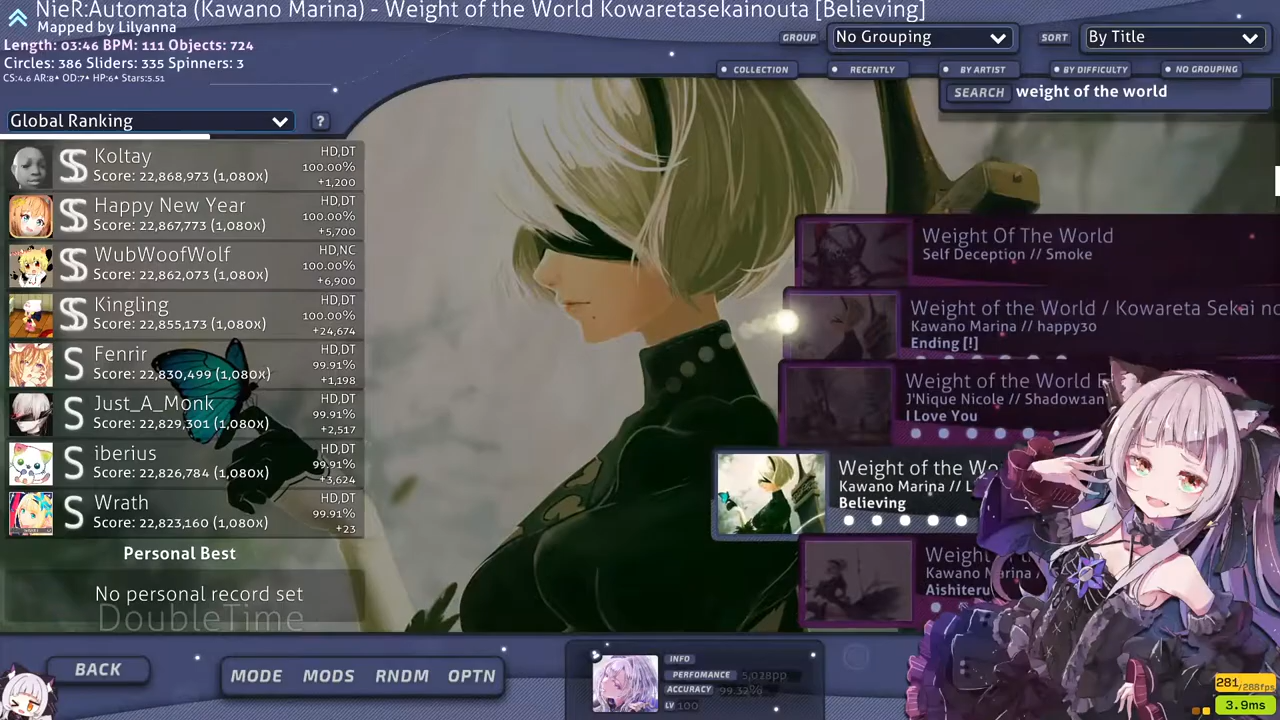 NieR:Automata (Kawano Marina) - Weight of the World Kowaretasekainouta [Believing]
Mapped by Lilyanna
Length: 03:46 BPM: 111 Objects: 724
Circles: 386 Sliders: 335 Spinners: 3
CS:4.6 AR:8 OD:7 HP:6 Stars:5.51
GROUP
No Grouping
SORT
By Title
COLLECTION
RECENTLY
BY ARTIST
BY DIFFICULTY
NO GROUPING
SEARCH
weight of the world
Global Ranking
?
Koltay
Score: 22,868,973 (1,080x)
HD,DT
100.00%
+1,200
Happy New Year
Score: 22,867,773 (1,080x)
HD,DT
100.00%
+5,700
WubWoofWolf
Score: 22,862,073 (1,080x)
HD,NC
100.00%
+6,900
Kingling
Score: 22,855,173 (1,080x)
HD,DT
100.00%
+24,674
S
Fenrir
Score: 22,830,499 (1,080x)
HD,DT
99.91%
+1,198
S
Just_A_Monk
Score: 22,829,301 (1,080x)
HD,DT
99.91%
+2,517
S
iberius
Score: 22,826,784 (1,080x)
HD,DT
99.91%
+3,624
S
Wrath
Score: 22,823,160 (1,080x)
HD,DT
99.91%
+23
Personal Best
No personal record set
DoubleTime
Weight Of The World
Self Deception // Smoke
Weight of the World / Kowareta Sekai no
Kawano Marina // happy30
Ending [!]
Weight of the World E
J'Nique Nicole // Shadow1an
I Love You
Weight of the Wo
Kawano Marina // L
Believing
Weight
Kawano Marina /
Aishiteru
BACK
MODE
MODS
RNDM
OPTN
INFO
PERFOMANCE 5,028pp
ACCURACY 99.32%
LV 100
281/288fps
3.9ms